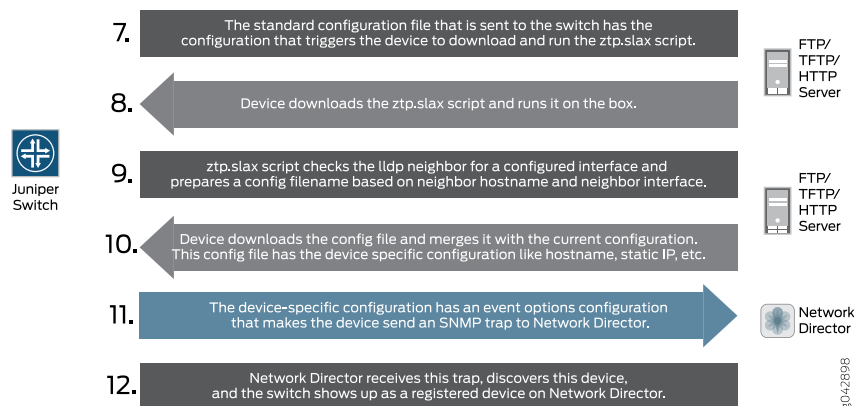 7. The standard configuration file that is sent to the switch has the
configuration that triggers the device to download and run the ztp.slax script.
FTP/
TFTP/
HTTP
Server
8. Device downloads the ztp.slax script and runs it on the box.
Juniper
Switch
9. ztp.slax script checks the lldp neighbor for a configured interface and
prepares a config filename based on neighbor hostname and neighbor interface.
FTP/
TFTP/
HTTP
Server
10. Device downloads the config file and merges it with the current configuration.
This config file has the device specific configuration like hostname, static IP, etc.
11. The device-specific configuration has an event options configuration
that makes the device send an SNMP trap to Network Director.
Network
Director
12. Network Director receives this trap, discovers this device,
and the switch shows up as a registered device on Network Director.
g042898